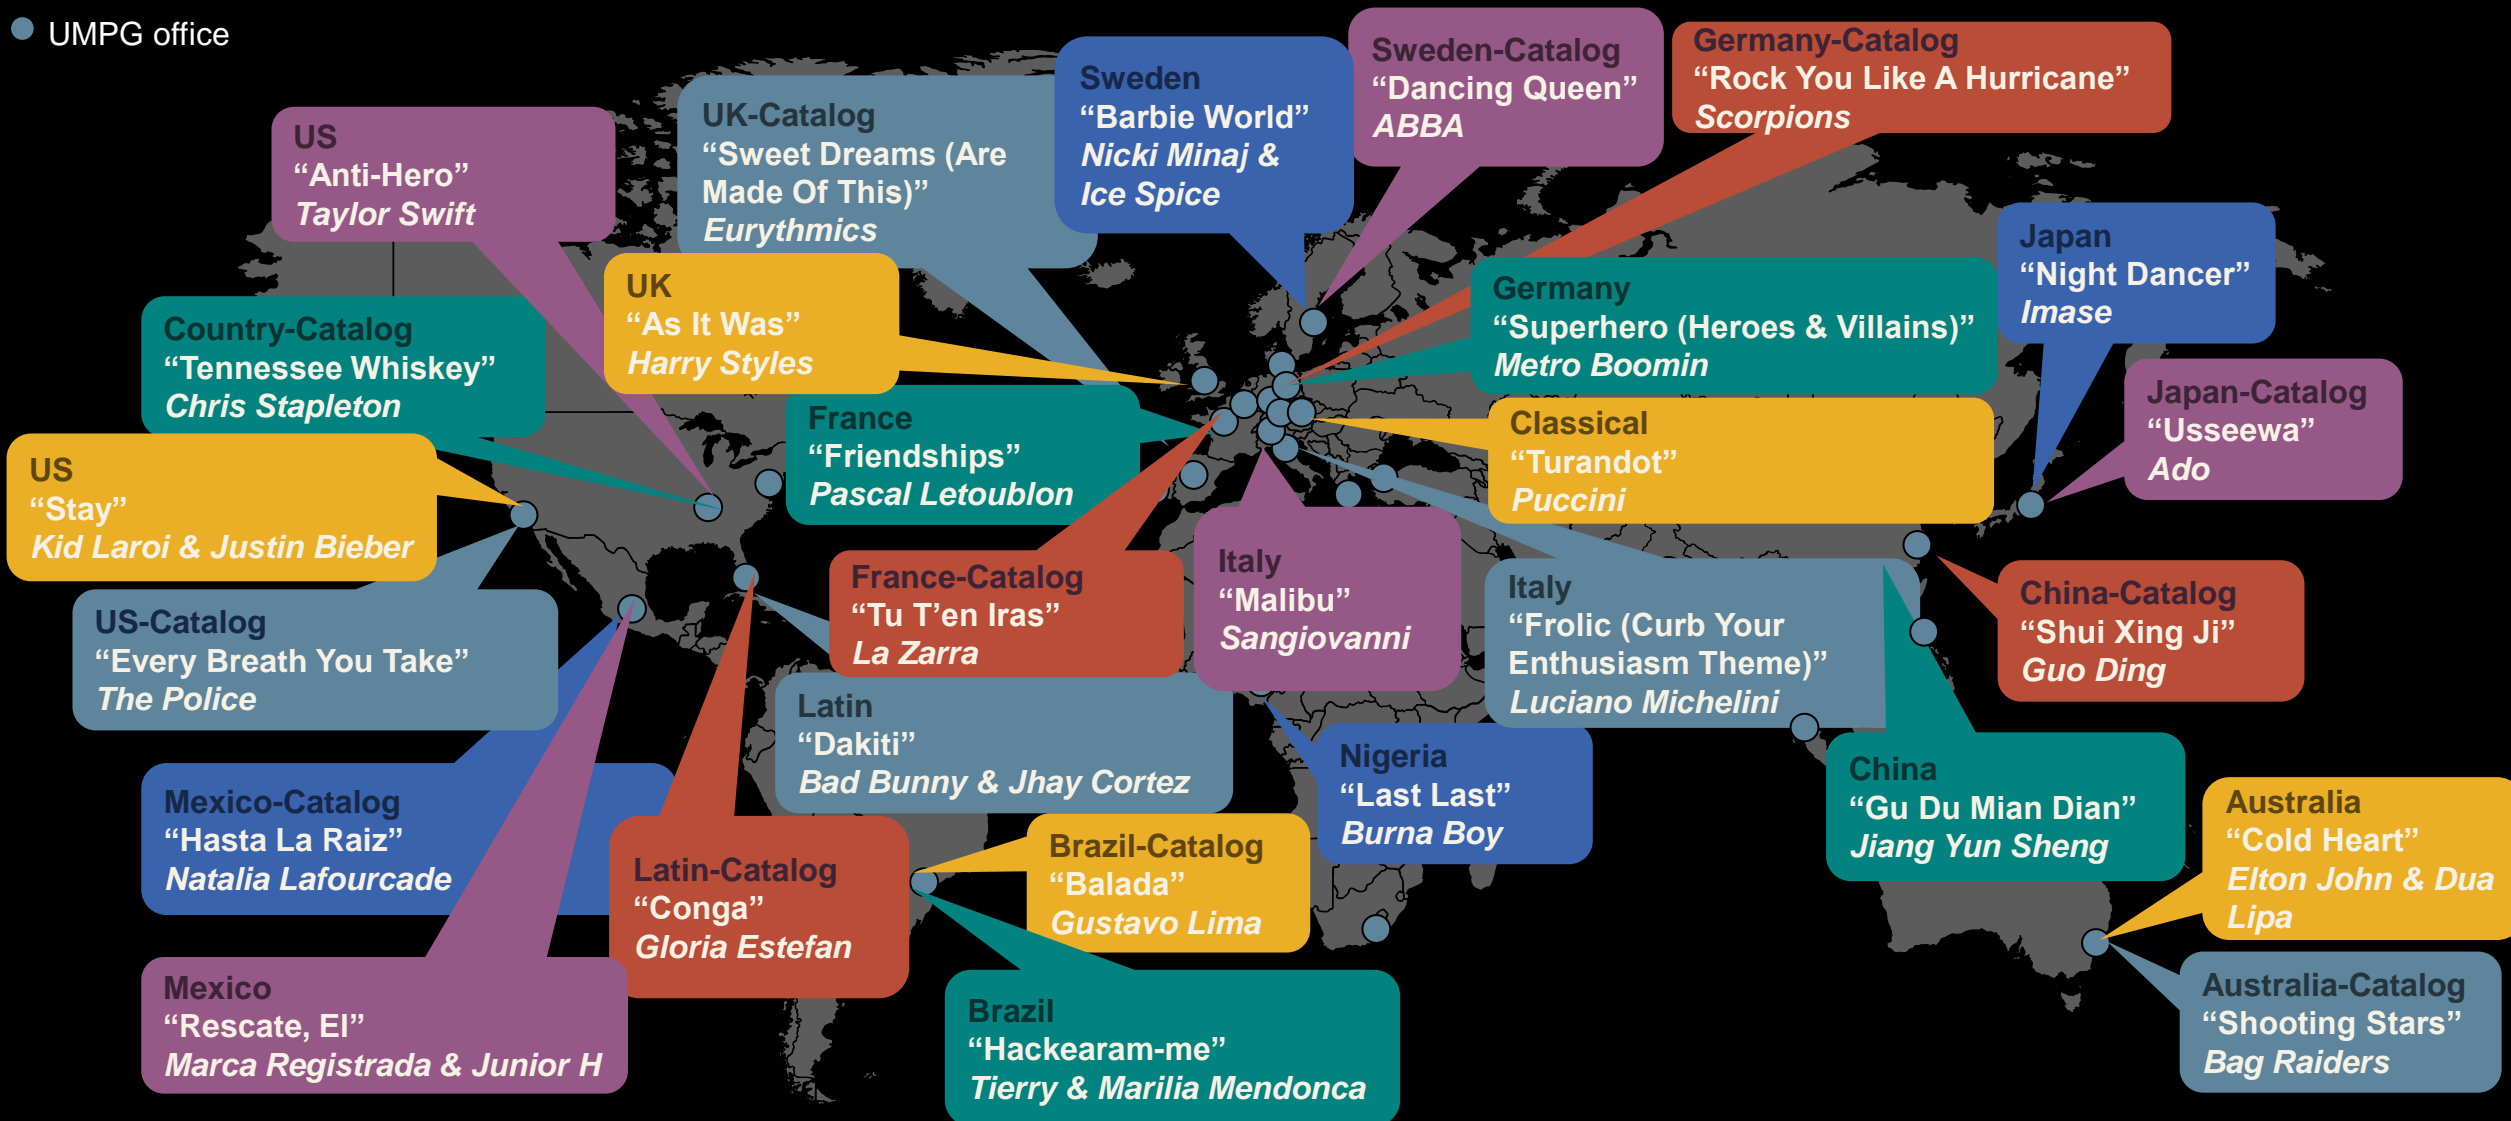 UMPG office
US
“Anti-Hero”
Taylor Swift
UK-Catalog
“Sweet Dreams (Are
Made Of This)”
Eurythmics
Sweden
“Barbie World”
Nicki Minaj &
Ice Spice
Sweden-Catalog
“Dancing Queen”
ABBA
Germany-Catalog
“Rock You Like A Hurricane”
Scorpions
Country-Catalog
“Tennessee Whiskey”
Chris Stapleton
UK
“As It Was”
Harry Styles
Germany
“Superhero (Heroes & Villains)”
Metro Boomin
Japan
“Night Dancer”
Imase
US
“Stay”
Kid Laroi & Justin Bieber
France
“Friendships”
Pascal Letoublon
Classical
“Turandot”
Puccini
Japan-Catalog
“Usseewa”
Ado
US-Catalog
“Every Breath You Take”
The Police
France-Catalog
“Tu T’en Iras”
La Zarra
Italy
“Malibu”
Sangiovanni
Italy
“Frolic (Curb Your
Enthusiasm Theme)”
Luciano Michelini
China-Catalog
“Shui Xing Ji”
Guo Ding
Latin
“Dakiti”
Bad Bunny & Jhay Cortez
Nigeria
“Last Last”
Burna Boy
China
“Gu Du Mian Dian”
Jiang Yun Sheng
Australia
“Cold Heart”
Elton John & Dua
Lipa
Mexico-Catalog
“Hasta La Raiz”
Natalia Lafourcade
Latin-Catalog
“Conga”
Gloria Estefan
Brazil-Catalog
“Balada”
Gustavo Lima
Mexico
“Rescate, El”
Marca Registrada & Junior H
Brazil
“Hackearam-me”
Tierry & Marilia Mendonca
Australia-Catalog
“Shooting Stars”
Bag Raiders